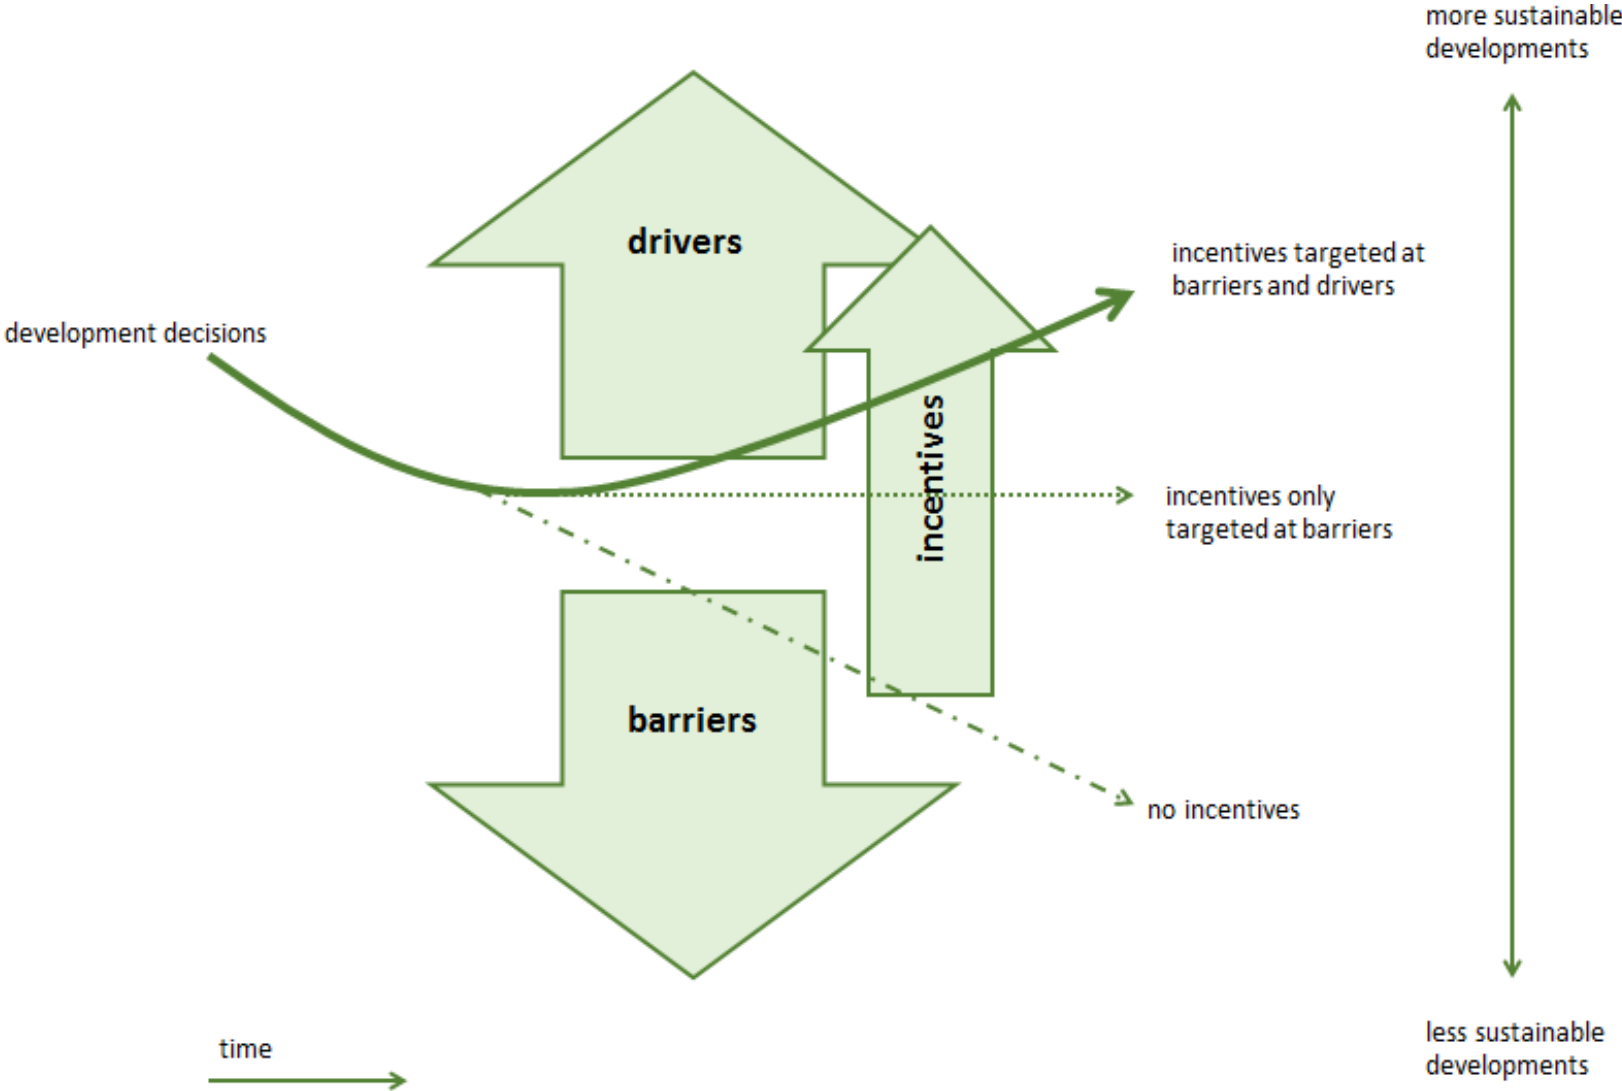 more sustainable
developments
drivers
incentives targeted at
barriers and drivers
development decisions
incentives
incentives only
targeted at barriers
barriers
no incentives
less sustainable
developments
time